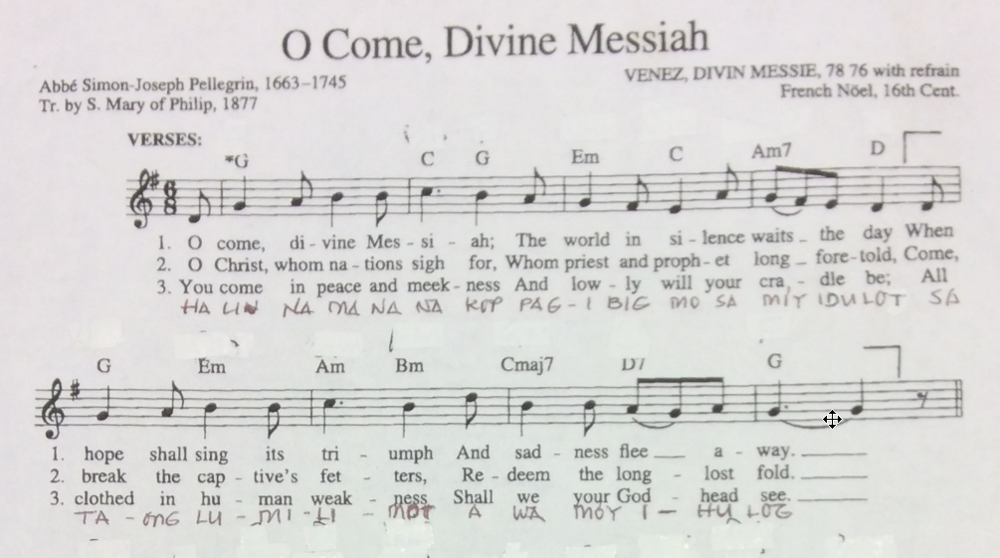 O Come, Divine Messiah
Abbé Simon-Joseph Pellegrin, 1663–1745
VENEZ, DIVIN MESSIE, 78 76 with refrain
Tr. by S. Mary of Philip, 1877
French Nöel, 16th Cent.
VERSES:
*G C G Em C Am7 D
6 8
1. O come, di - vine Mes - si - ah; The world in si - lence waits the day When
2. O Christ, whom na - tions sigh for, Whom priest and proph - et long fore - told, Come,
3. You come in peace and meek - ness And low - ly will your cra - dle be; All
HA LIN NA MA NA NA KOP PAG - I BIG MO SA MIY IDULOT SA
G Em Am Bm Cmaj7 D7 G
1. hope shall sing its tri - umph And sad - ness flee a - way.
2. break the cap - tive's fet - ters, Re - deem the long - lost fold.
3. clothed in hu - man weak - ness Shall we your God - head see.
TA - ONG LU - MI - LI - MOT A WA MOY I - HU LOG